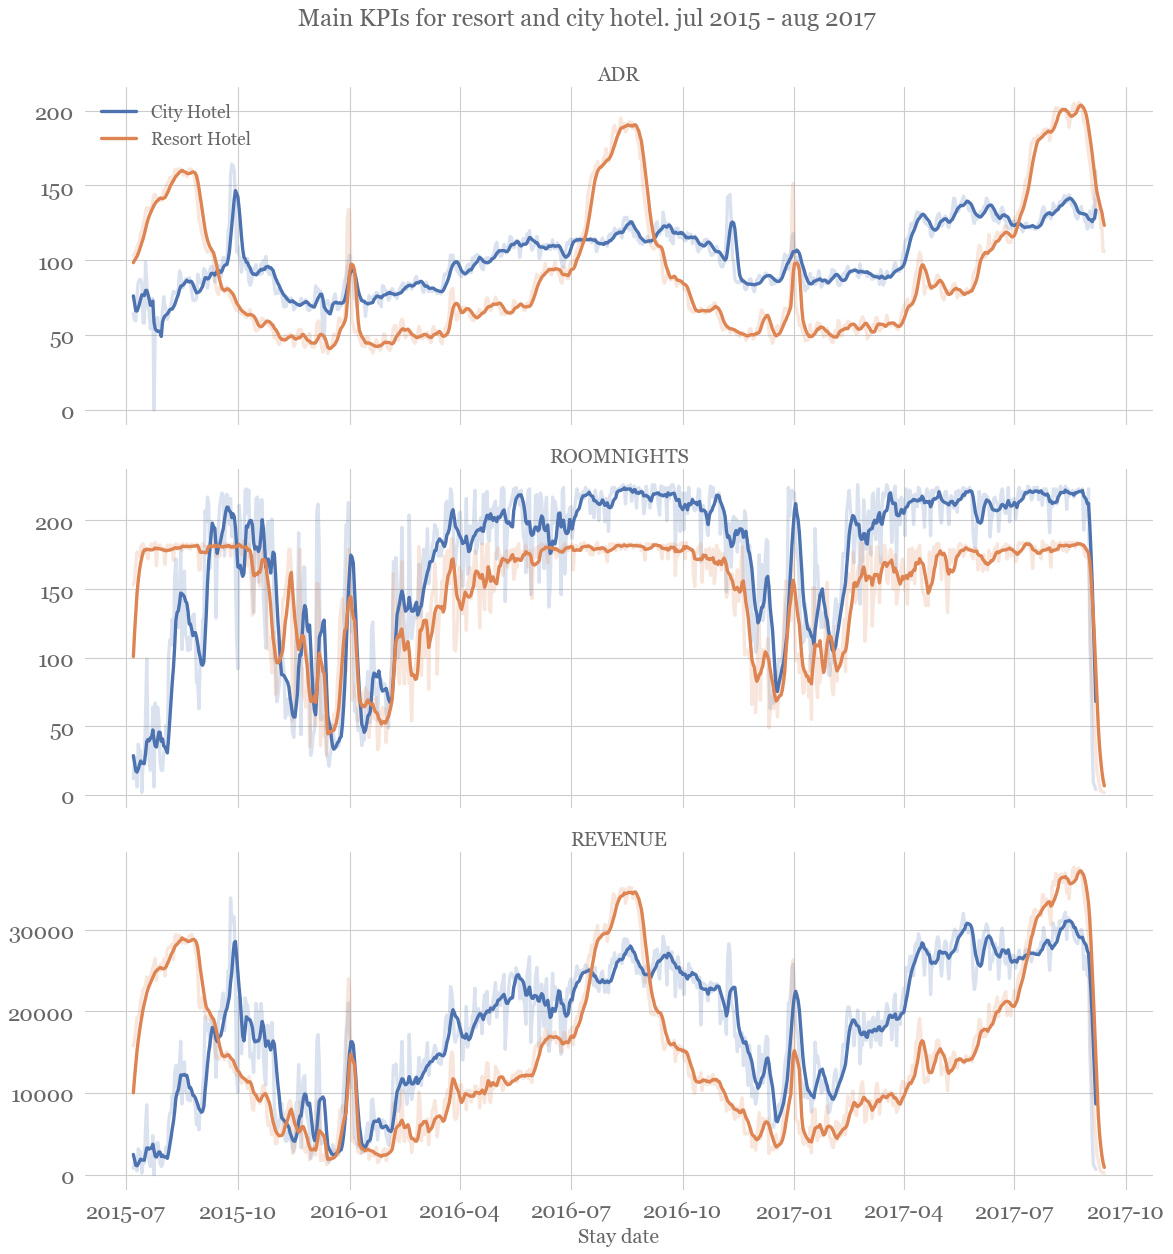 Main KPIs for resort and city hotel. jul 2015 - aug 2017
ADR
City Hotel
Resort Hotel
200
150
100
50
0
ROOMNIGHTS
200
150
100
50
0
REVENUE
30000
20000
10000
0
2015-07 2015-10 2016-01 2016-04 2016-07 2016-10 2017-01 2017-04 2017-07 2017-10
Stay date